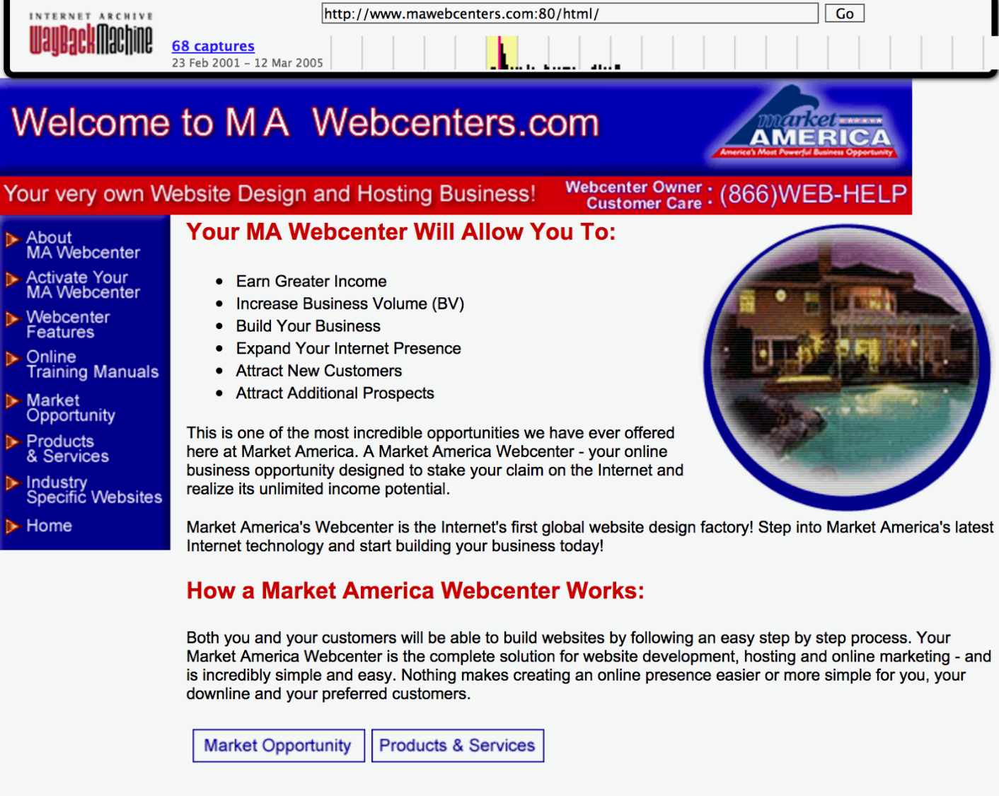 INTERNET ARCHIVE
WayBackMachine
http://www.mawebcenters.com:80/html/
Go
68 captures
23 Feb 2001 – 12 Mar 2005
Welcome to M A Webcenters.com
market
AMERICA
America's Most Powerful Business Opportunity
Your very own Website Design and Hosting Business!
Webcenter Owner · 
Customer Care ·
(866)WEB-HELP
About
MA Webcenter
Activate Your
MA Webcenter
Webcenter
Features
Online
Training Manuals
Market
Opportunity
Products
& Services
Industry
Specific Websites
Home
Your MA Webcenter Will Allow You To:
• Earn Greater Income
• Increase Business Volume (BV)
• Build Your Business
• Expand Your Internet Presence
• Attract New Customers
• Attract Additional Prospects
This is one of the most incredible opportunities we have ever offered
here at Market America. A Market America Webcenter - your online
business opportunity designed to stake your claim on the Internet and
realize its unlimited income potential.
Market America's Webcenter is the Internet's first global website design factory! Step into Market America's latest
Internet technology and start building your business today!
How a Market America Webcenter Works:
Both you and your customers will be able to build websites by following an easy step by step process. Your
Market America Webcenter is the complete solution for website development, hosting and online marketing - and
is incredibly simple and easy. Nothing makes creating an online presence easier or more simple for you, your
downline and your preferred customers.
Market Opportunity
Products & Services